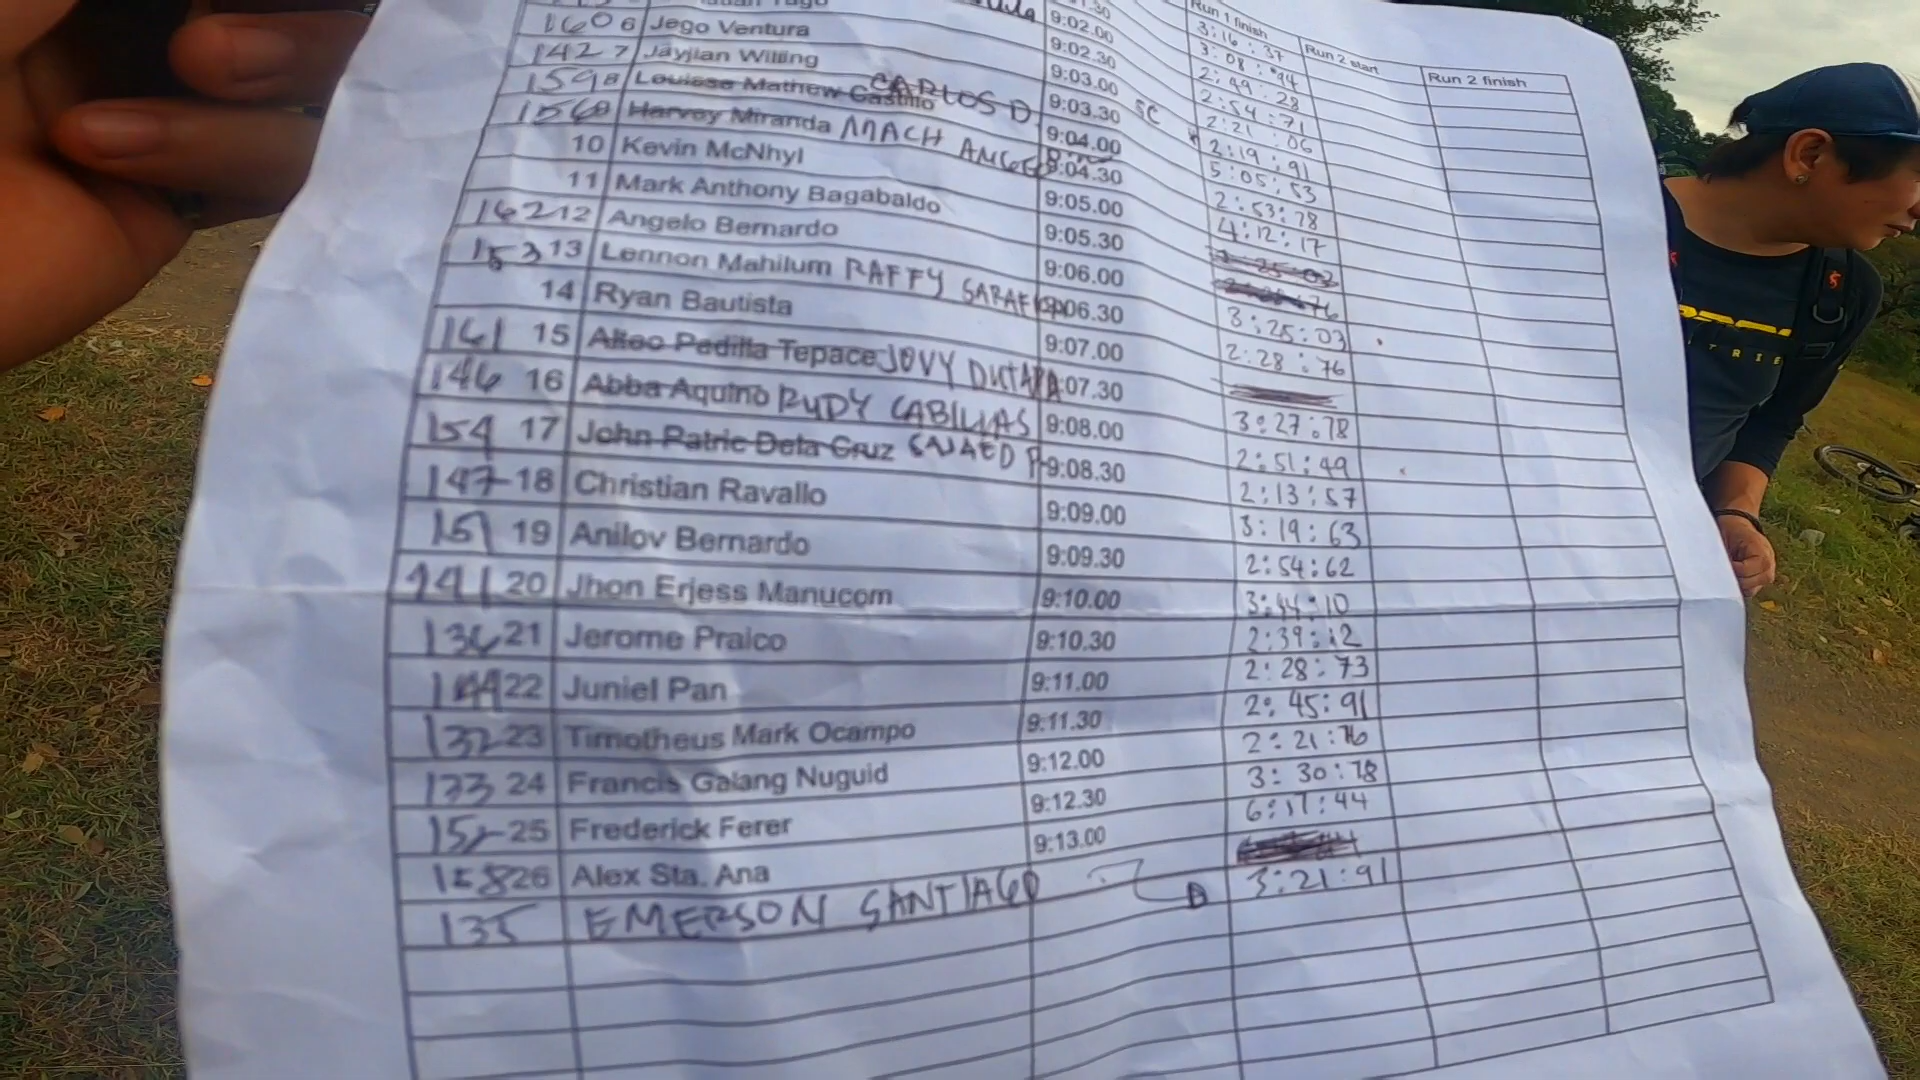 Run 1 finish Run 2 start Run 2 finish
9:02.00 3:16:37
1606 Jego Ventura 9:02.30 3:08:94
142 7 Jayjian Witing 9:03.00 2:49:28
159 8 Louisse Mathew Castillo CARLOS D. 9:03.30 SC 2:54:71
156 9 Harvey Miranda MACH 9:04.00 2:21:06
9:04.30 2:19:91
10 Kevin McNhyl 9:05.00 5:05:53
11 Mark Anthony Bagabaldo 9:05.30 2:53:78
162 12 Angelo Bernardo 9:06.00 4:12:17
153 13 Lennon Mahilum RAFFY 9:06.30
14 Ryan Bautista 9:07.00 3:25:03
161 15 Altec Padilla Tepace JOVY 9:07.30 2:28:76
146 16 Abba Aquino RUDY CABILLAS 9:08.00 3:27:78
154 17 John Patric Dela Cruz 9:08.30 2:51:49
147 18 Christian Ravallo 9:09.00 2:13:57
151 19 Anilov Bernardo 9:09.30 3:19:63
141 20 Jhon Erjess Manucom 9:10.00 2:54:62
3:44:10
136 21 Jerome Praico 9:10.30 2:39:12
22 Juniel Pan 9:11.00 2:28:73
132 23 Timotheus Mark Ocampo 9:11.30 2:45:91
133 24 Francis Galang Nuguid 9:12.00 2:21:76
25 Frederick Ferer 9:12.30 3:30:78
158 26 Alex Sta. Ana 9:13.00 6:17:44
135 EMERSON SANTIAGO 3:21:91